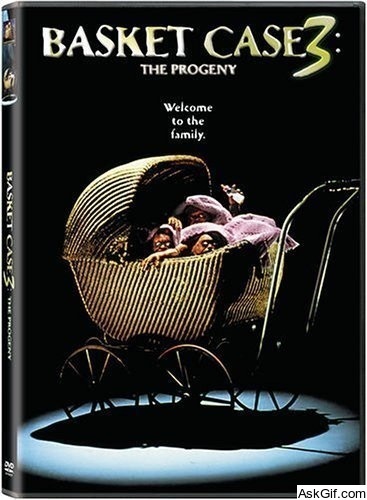 BASKET CASE 3:
THE PROGENY
Welcome
to the
family.
BASKET CASE 3: THE PROGENY
DVD
AskGif.com